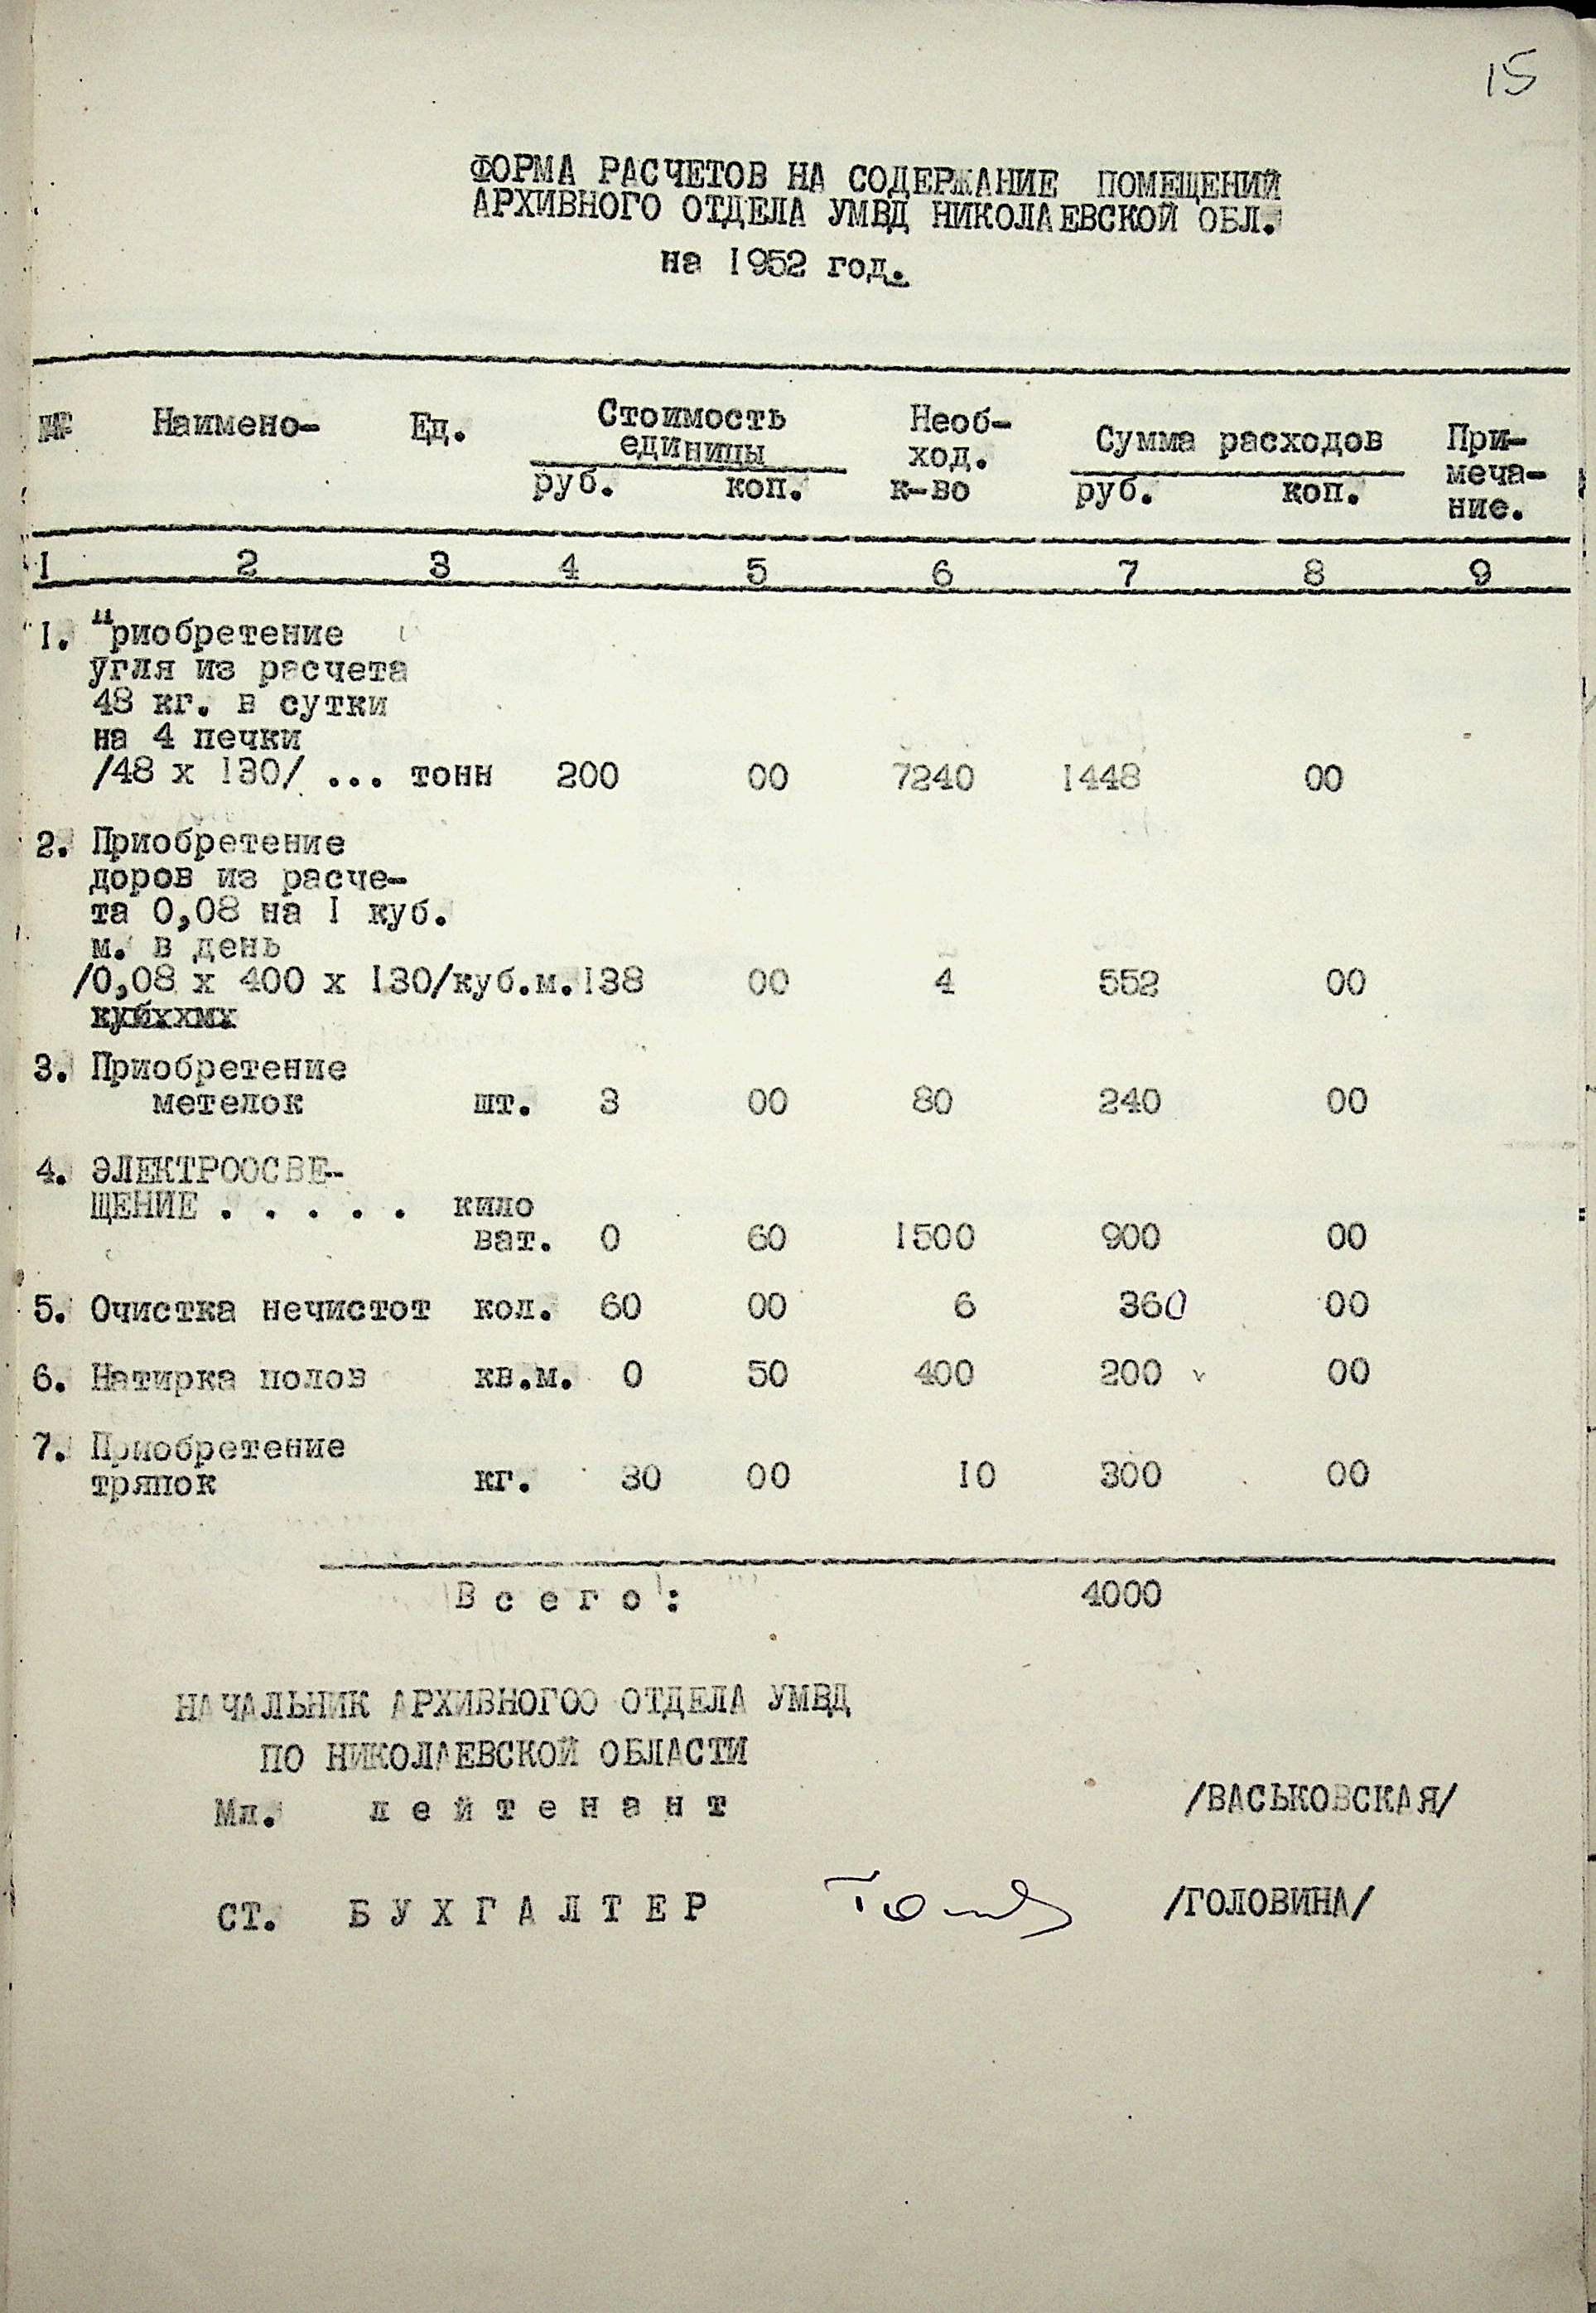 15
ФОРМА РАСЧЕТОВ НА СОДЕРЖАНИЕ ПОМЕЩЕНИЙ
АРХИВНОГО ОТДЕЛА УМВД НИКОЛАЕВСКОЙ ОБЛ.
на 1952 год.
№ Наимено- Ед. Стоимость Необ- Сумма расходов При-
единицы ход. меча-
руб. коп. к-во руб. коп. ние.
1 2 3 4 5 6 7 8 9
1. Приобретение
угля из расчета
48 кг. в сутки
на 4 печки
/48 х 130/ ... тонн 200 00 7240 1448 00
2. Приобретение
доров из расче-
та 0,08 на 1 куб.
м. в день
/0,08 х 400 х 130/куб.м. 138 00 4 552 00
3. Приобретение
метелок шт. 3 00 80 240 00
4. ЭЛЕКТРООСВЕ-
ЩЕНИЕ . . . . . кило
ват. 0 60 1500 900 00
5. Очистка нечистот кол. 60 00 6 360 00
6. Натирка полов кв.м. 0 50 400 200 00
7. Приобретение
тряпок кг. 30 00 10 300 00
В с е г о : 4000
НАЧАЛЬНИК АРХИВНОГОО ОТДЕЛА УМВД
ПО НИКОЛАЕВСКОЙ ОБЛАСТИ
Мл. л е й т е н а н т /ВАСЬКОВСКАЯ/
СТ. Б У Х Г А Л Т Е Р /ГОЛОВИНА/